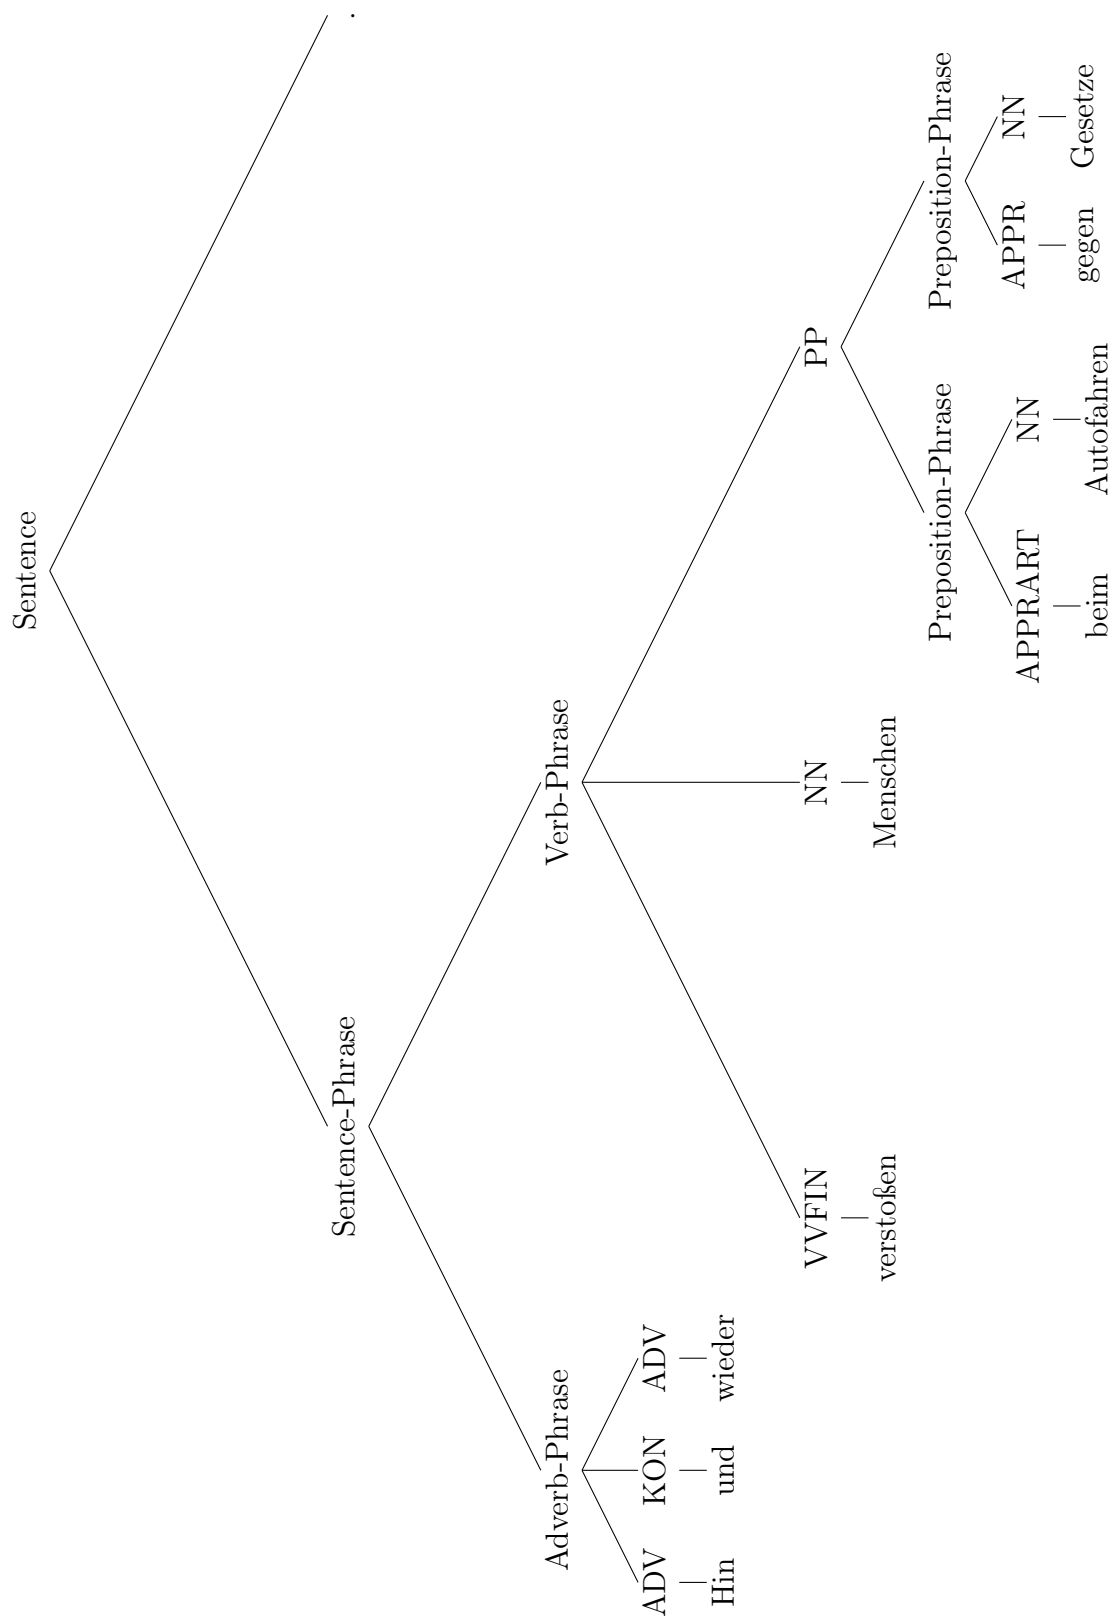 Sentence
Sentence-Phrase .
Adverb-Phrase Verb-Phrase
ADV KON ADV
Hin und wieder
VVFIN NN PP
verstoßen Menschen
Preposition-Phrase Preposition-Phrase
APPRART NN APPR NN
beim Autofahren gegen Gesetze